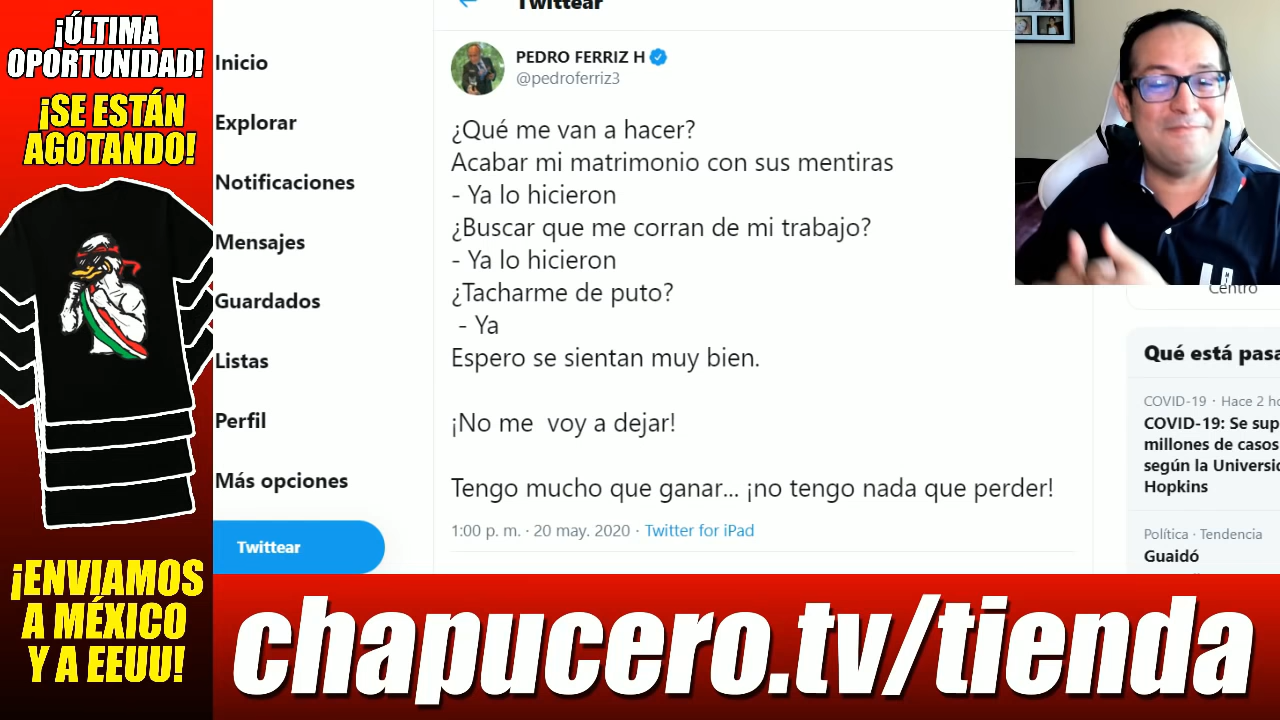 ¡ÚLTIMA
OPORTUNIDAD!
¡SE ESTÁN
AGOTANDO!
¡ENVIAMOS
A MÉXICO
Y A EEUU!
Inicio
Explorar
Notificaciones
Mensajes
Guardados
Listas
Perfil
Más opciones
Twittear
Twittear
PEDRO FERRIZ H
@pedroferriz3
¿Qué me van a hacer?
Acabar mi matrimonio con sus mentiras
- Ya lo hicieron
¿Buscar que me corran de mi trabajo?
- Ya lo hicieron
¿Tacharme de puto?
- Ya
Espero se sientan muy bien.
¡No me  voy a dejar!
Tengo mucho que ganar... ¡no tengo nada que perder!
1:00 p. m. · 20 may. 2020 · Twitter for iPad
Centro
Qué está pasa
COVID-19 · Hace 2 ho
COVID-19: Se sup
millones de casos
según la Universi
Hopkins
Política · Tendencia
Guaidó
chapucero.tv/tienda